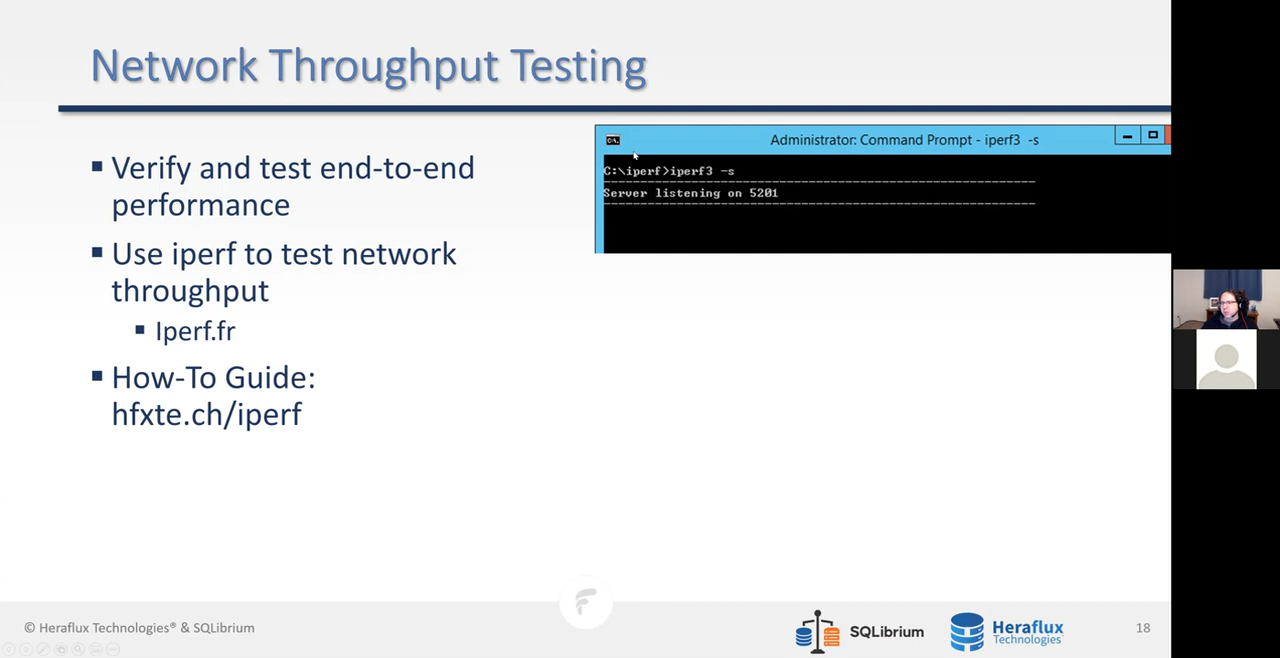 Network Throughput Testing
Verify and test end-to-end
performance
Use iperf to test network
throughput
Iperf.fr
How-To Guide:
hfxte.ch/iperf
Administrator: Command Prompt - iperf3 -s
C:\iperf>iperf3 -s
Server listening on 5201
© Heraflux Technologies® & SQLibrium
SQLibrium
Heraflux
Technologies
18